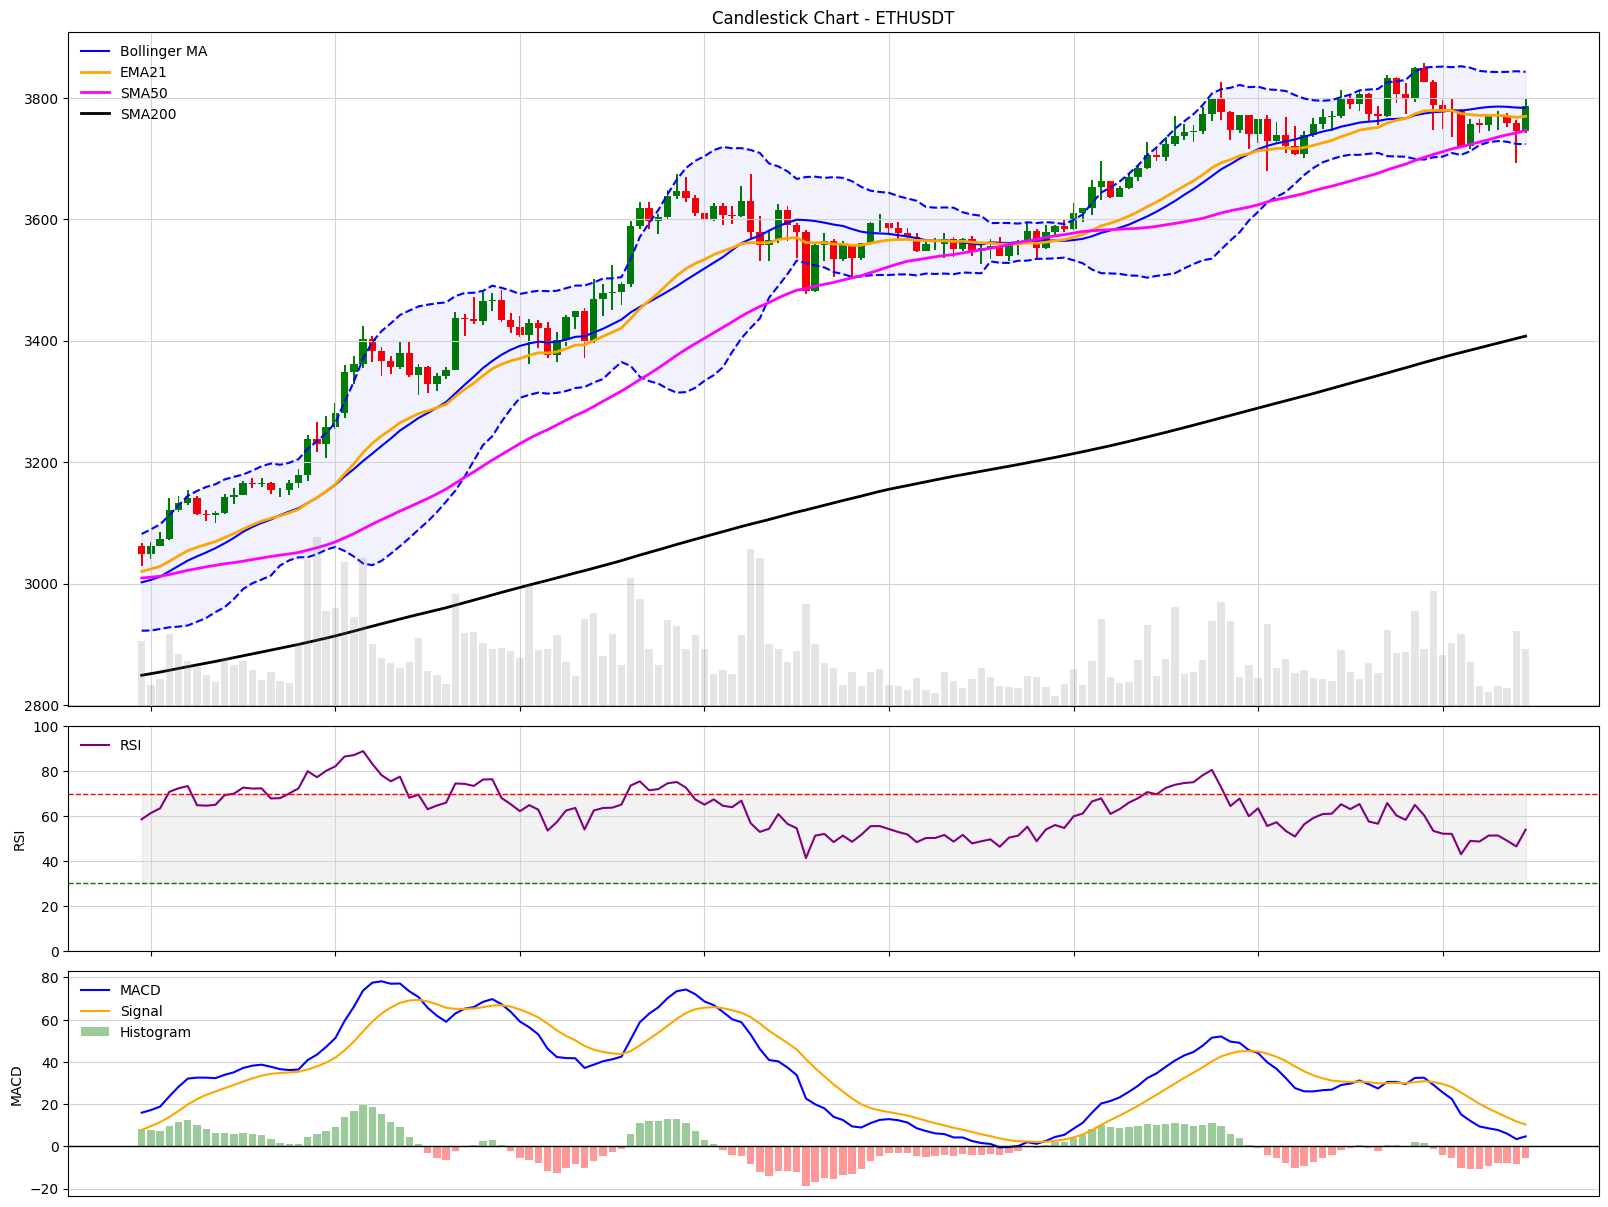 Candlestick Chart - ETHUSDT
Bollinger MA
EMA21
SMA50
SMA200
3800
3600
3400
3200
3000
2800
RSI
100
80
60
40
20
0
RSI
MACD
Signal
Histogram
80
60
40
20
0
−20
MACD